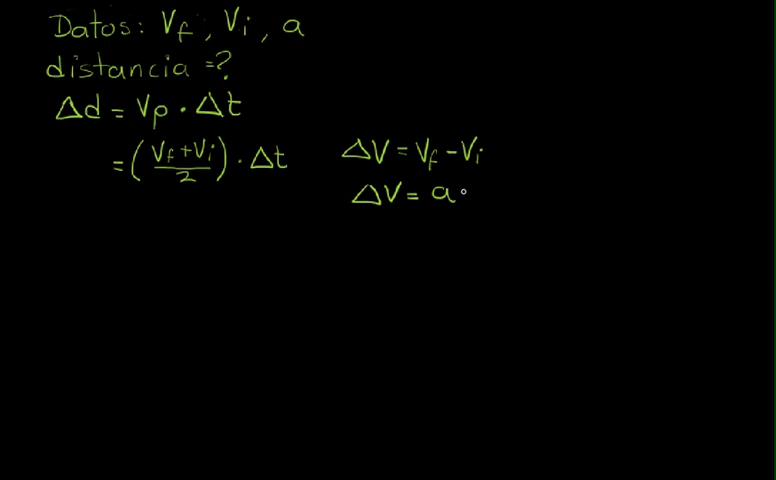 Datos: Vf, Vi, a
distancia =?
Δd = Vp · Δt
= (Vf+Vi / 2) · Δt
ΔV = Vf - Vi
ΔV = a ·